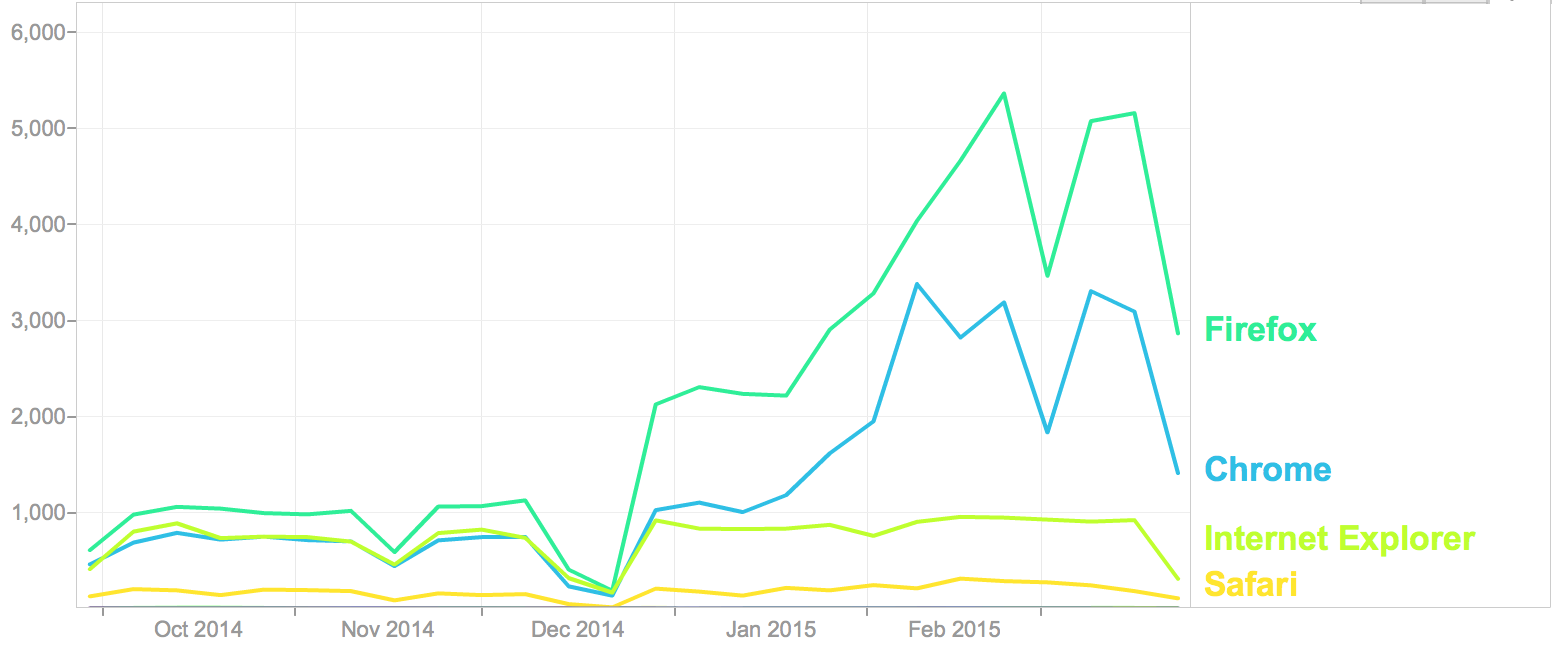 6,000
5,000
4,000
3,000
2,000
1,000
Firefox
Chrome
Internet Explorer
Safari
Oct 2014
Nov 2014
Dec 2014
Jan 2015
Feb 2015